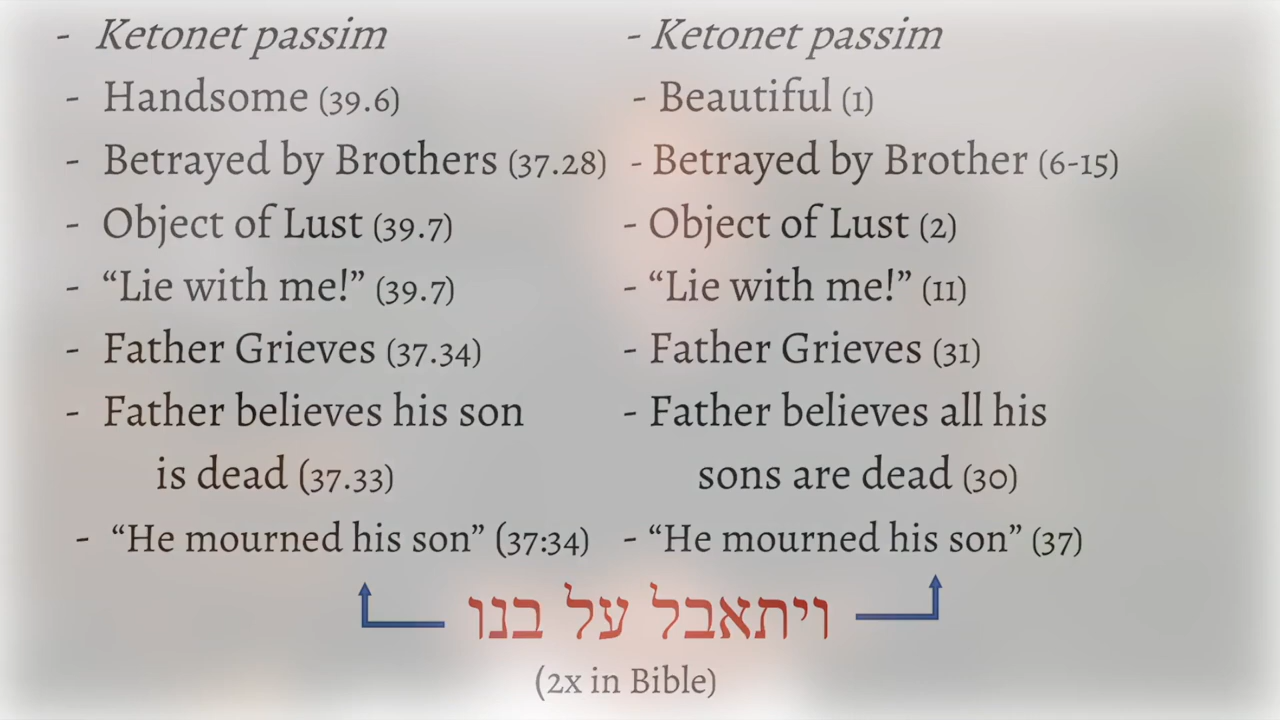 - Ketonet passim
- Handsome (39.6)
- Betrayed by Brothers (37.28)
- Object of Lust (39.7)
- “Lie with me!” (39.7)
- Father Grieves (37.34)
- Father believes his son
is dead (37.33)
- “He mourned his son” (37:34)
- Ketonet passim
- Beautiful (1)
- Betrayed by Brother (6-15)
- Object of Lust (2)
- “Lie with me!” (11)
- Father Grieves (31)
- Father believes all his
sons are dead (30)
- “He mourned his son” (37)
ויתאבל על בנו
(2x in Bible)